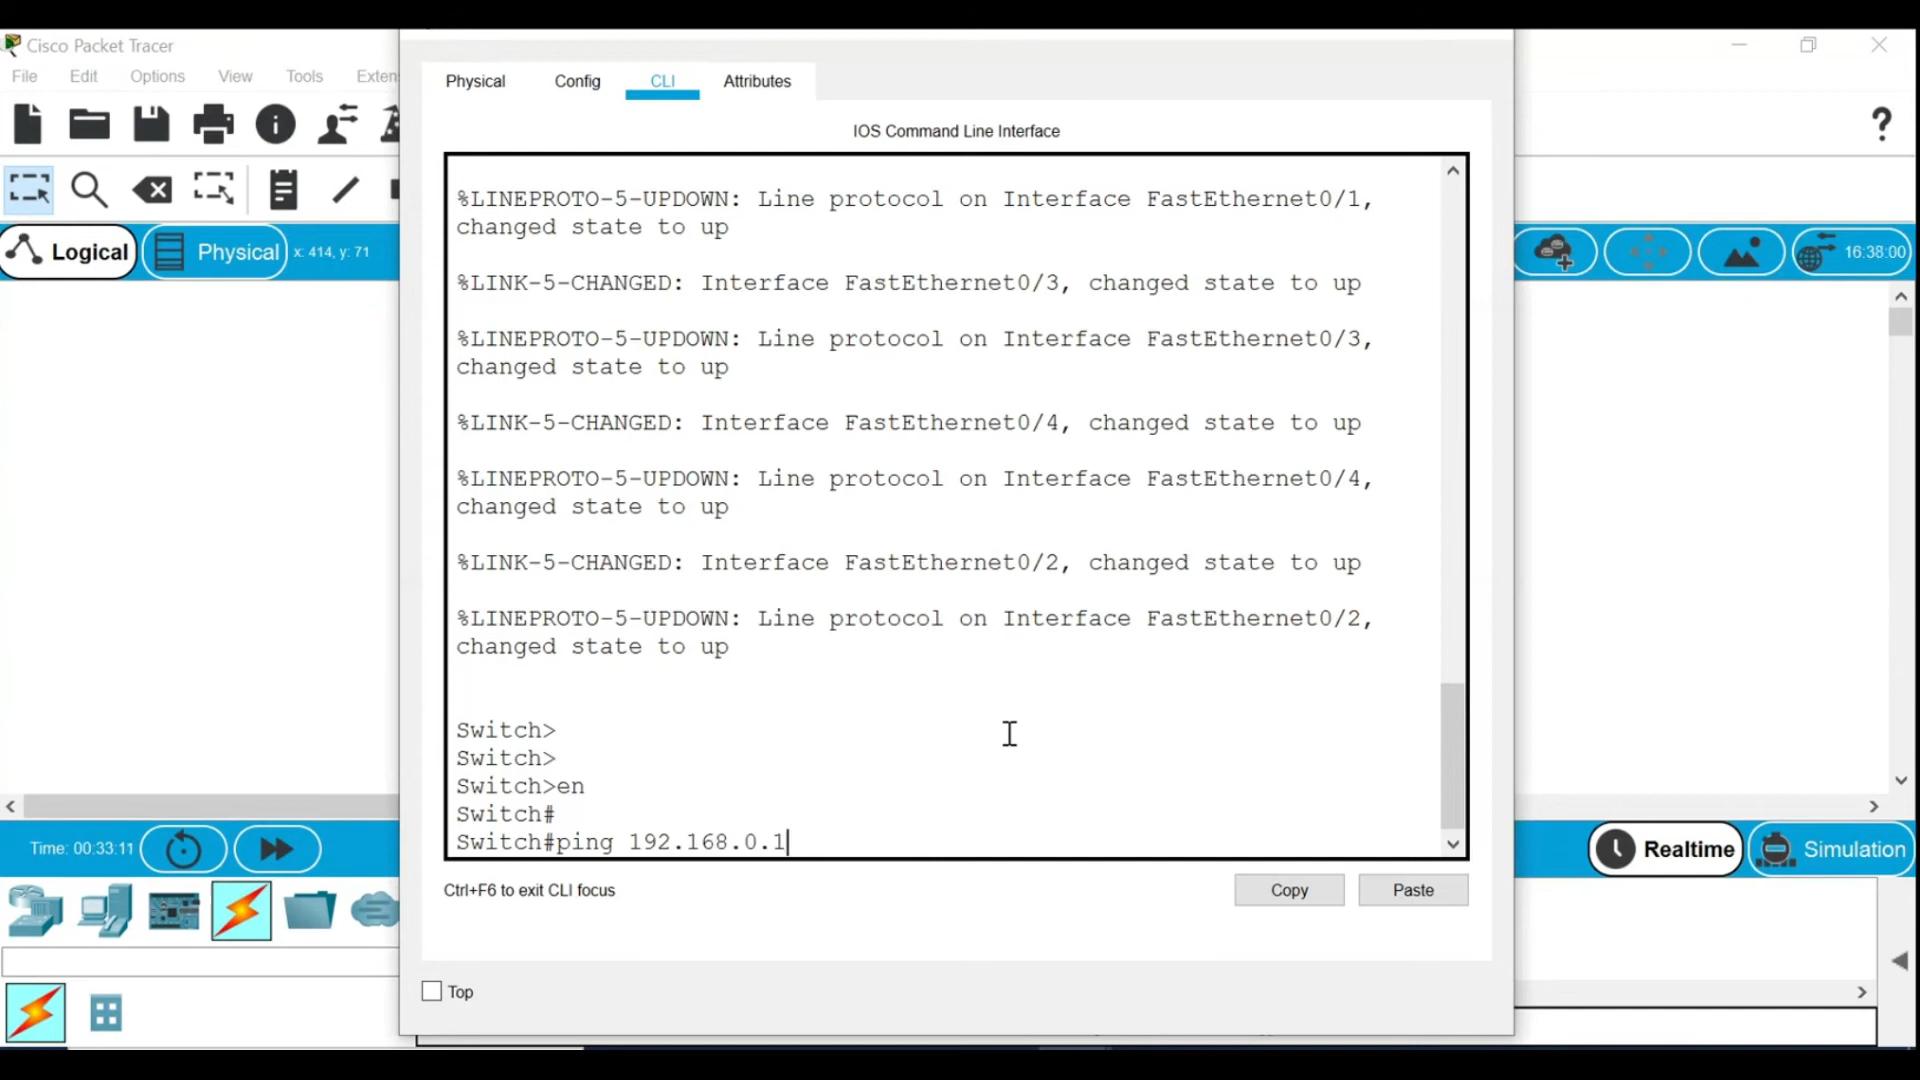 Cisco Packet Tracer
File Edit Options View Tools Exten
Physical Config CLI Attributes
IOS Command Line Interface
Logical Physical x: 414, y: 71
16:38:00
%LINEPROTO-5-UPDOWN: Line protocol on Interface FastEthernet0/1,
changed state to up
%LINK-5-CHANGED: Interface FastEthernet0/3, changed state to up
%LINEPROTO-5-UPDOWN: Line protocol on Interface FastEthernet0/3,
changed state to up
%LINK-5-CHANGED: Interface FastEthernet0/4, changed state to up
%LINEPROTO-5-UPDOWN: Line protocol on Interface FastEthernet0/4,
changed state to up
%LINK-5-CHANGED: Interface FastEthernet0/2, changed state to up
%LINEPROTO-5-UPDOWN: Line protocol on Interface FastEthernet0/2,
changed state to up
Switch>
Switch>
Switch>en
Switch#
Switch#ping 192.168.0.1
Time: 00:33:11
Realtime Simulation
Ctrl+F6 to exit CLI focus
Copy Paste
Top